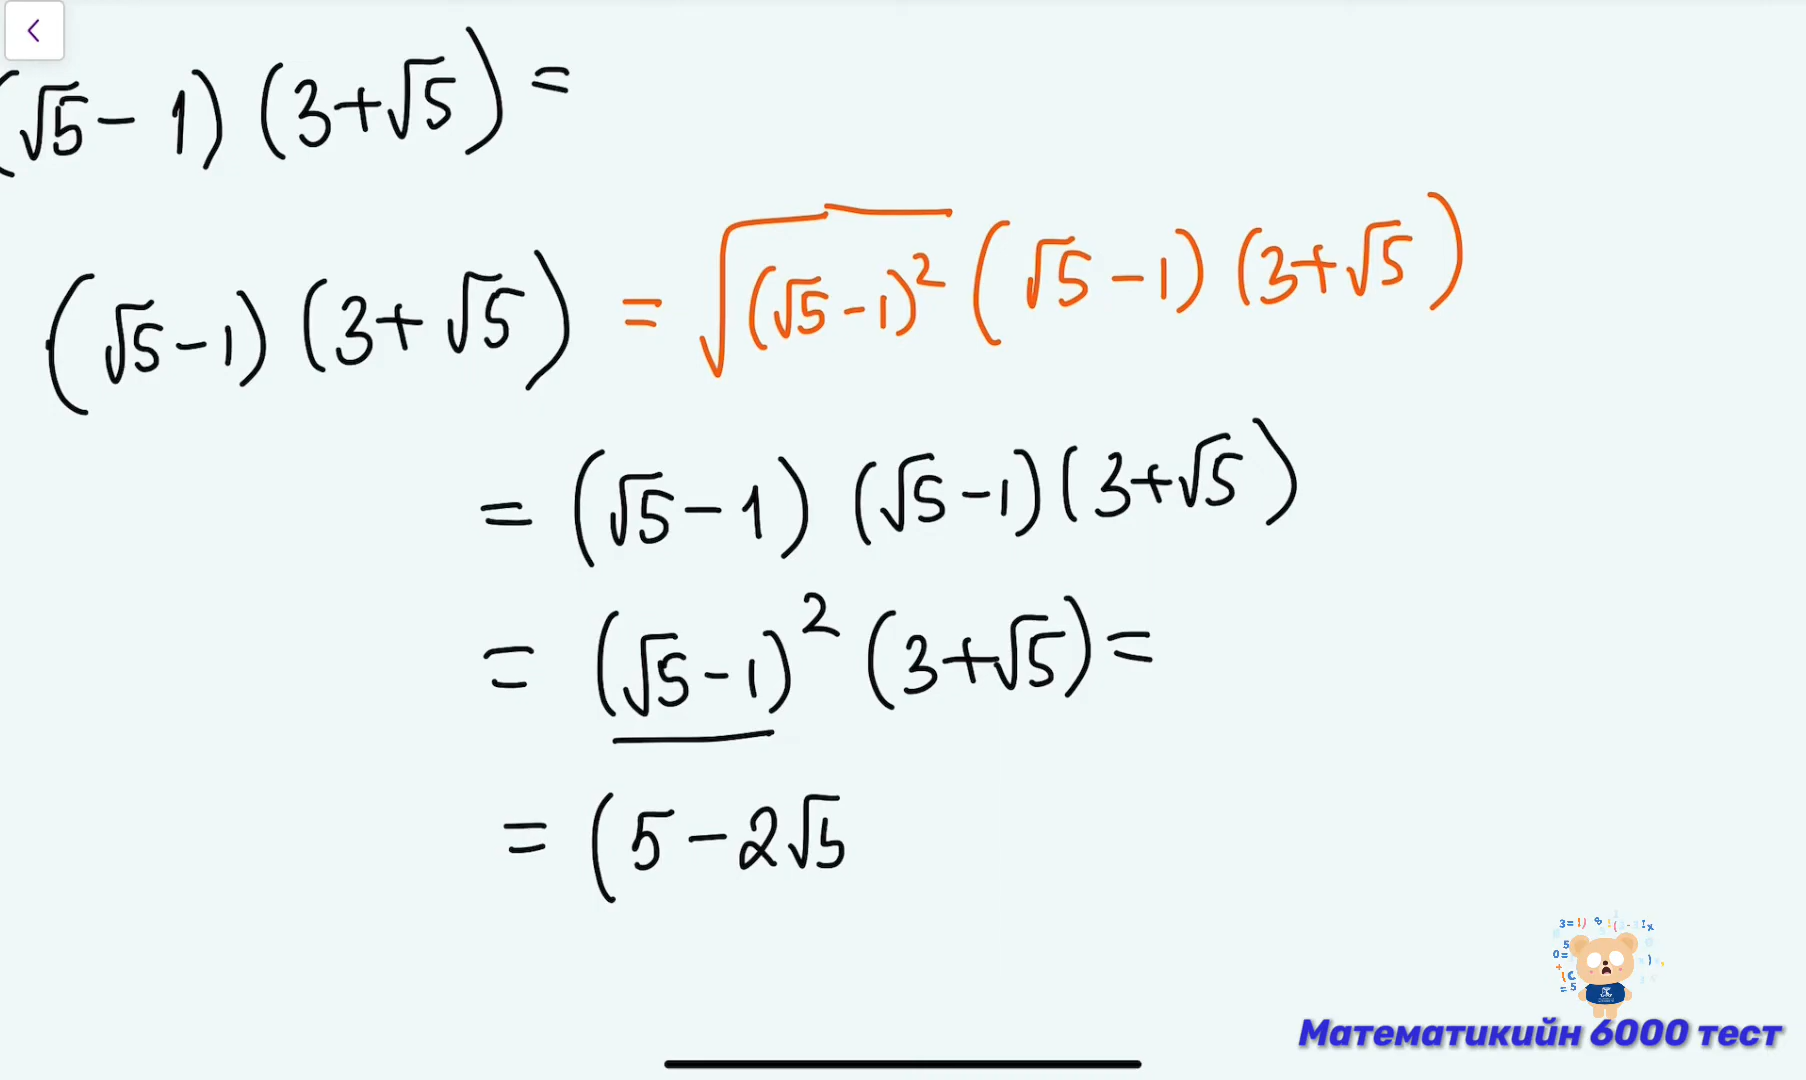 (√5 - 1) (3+√5) =
(√5-1) (3+√5) = √(√5-1)² (√5-1) (3+√5)
= (√5-1) (√5-1) (3+√5)
= (√5-1)² (3+√5) =
= (5-2√5
Математикийн 6000 тест